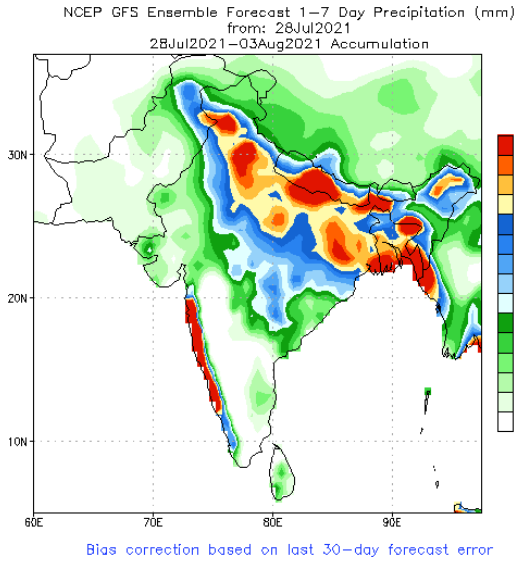 NCEP GFS Ensemble Forecast 1-7 Day Precipitation (mm)
from: 28Jul2021
28Jul2021-03Aug2021 Accumulation
30N
20N
10N
60E 70E 80E 90E
Bias correction based on last 30-day forecast error